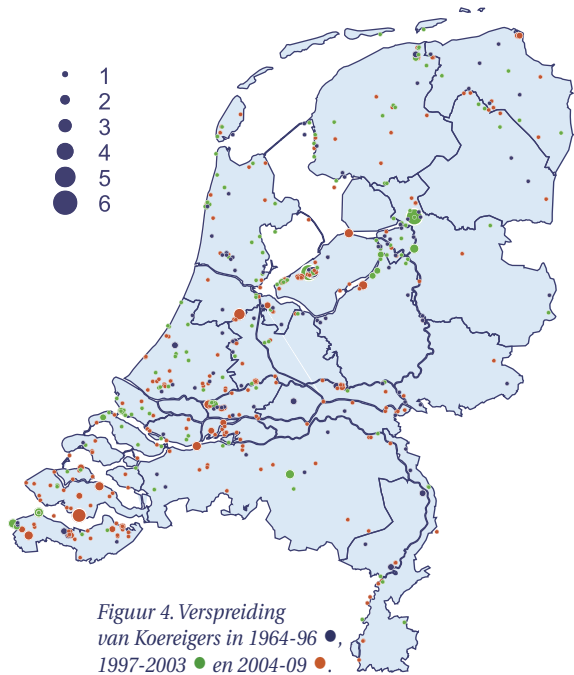 1
2
3
4
5
6
Figuur 4. Verspreiding
van Koereigers in 1964-96 ●,
1997-2003 ● en 2004-09 ●.